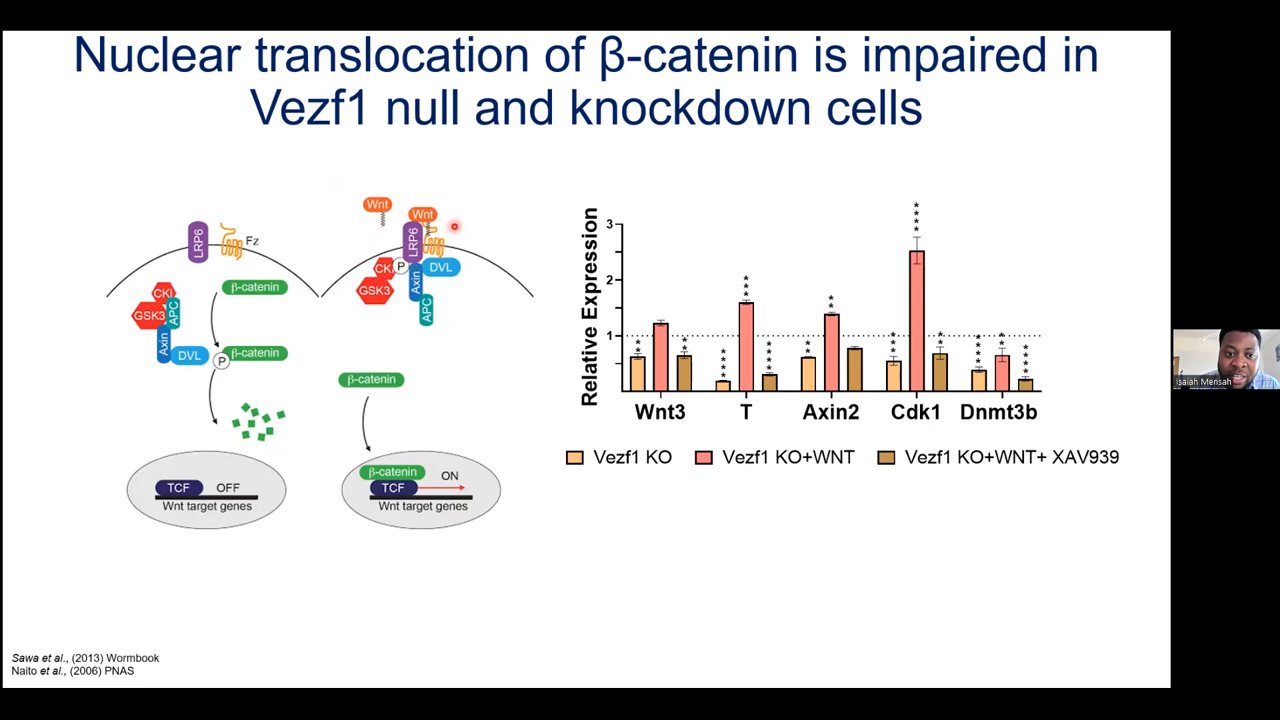 Nuclear translocation of β-catenin is impaired in
Vezf1 null and knockdown cells
LRP6
Fz
β-catenin
CKI
GSK3
APC
Axin
DVL
P
β-catenin
TCF
OFF
Wnt target genes
Wnt
Wnt
LRP6
CKI
P
DVL
GSK3
Axin
APC
β-catenin
β-catenin
ON
TCF
Wnt target genes
Relative Expression
3
2
1
**
**
****
***
****
**
**
***
****
**
****
**
****
Wnt3
T
Axin2
Cdk1
Dnmt3b
Vezf1 KO
Vezf1 KO+WNT
Vezf1 KO+WNT+ XAV939
Sawa et al., (2013) Wormbook
Naito et al., (2006) PNAS
Isaiah Mensah